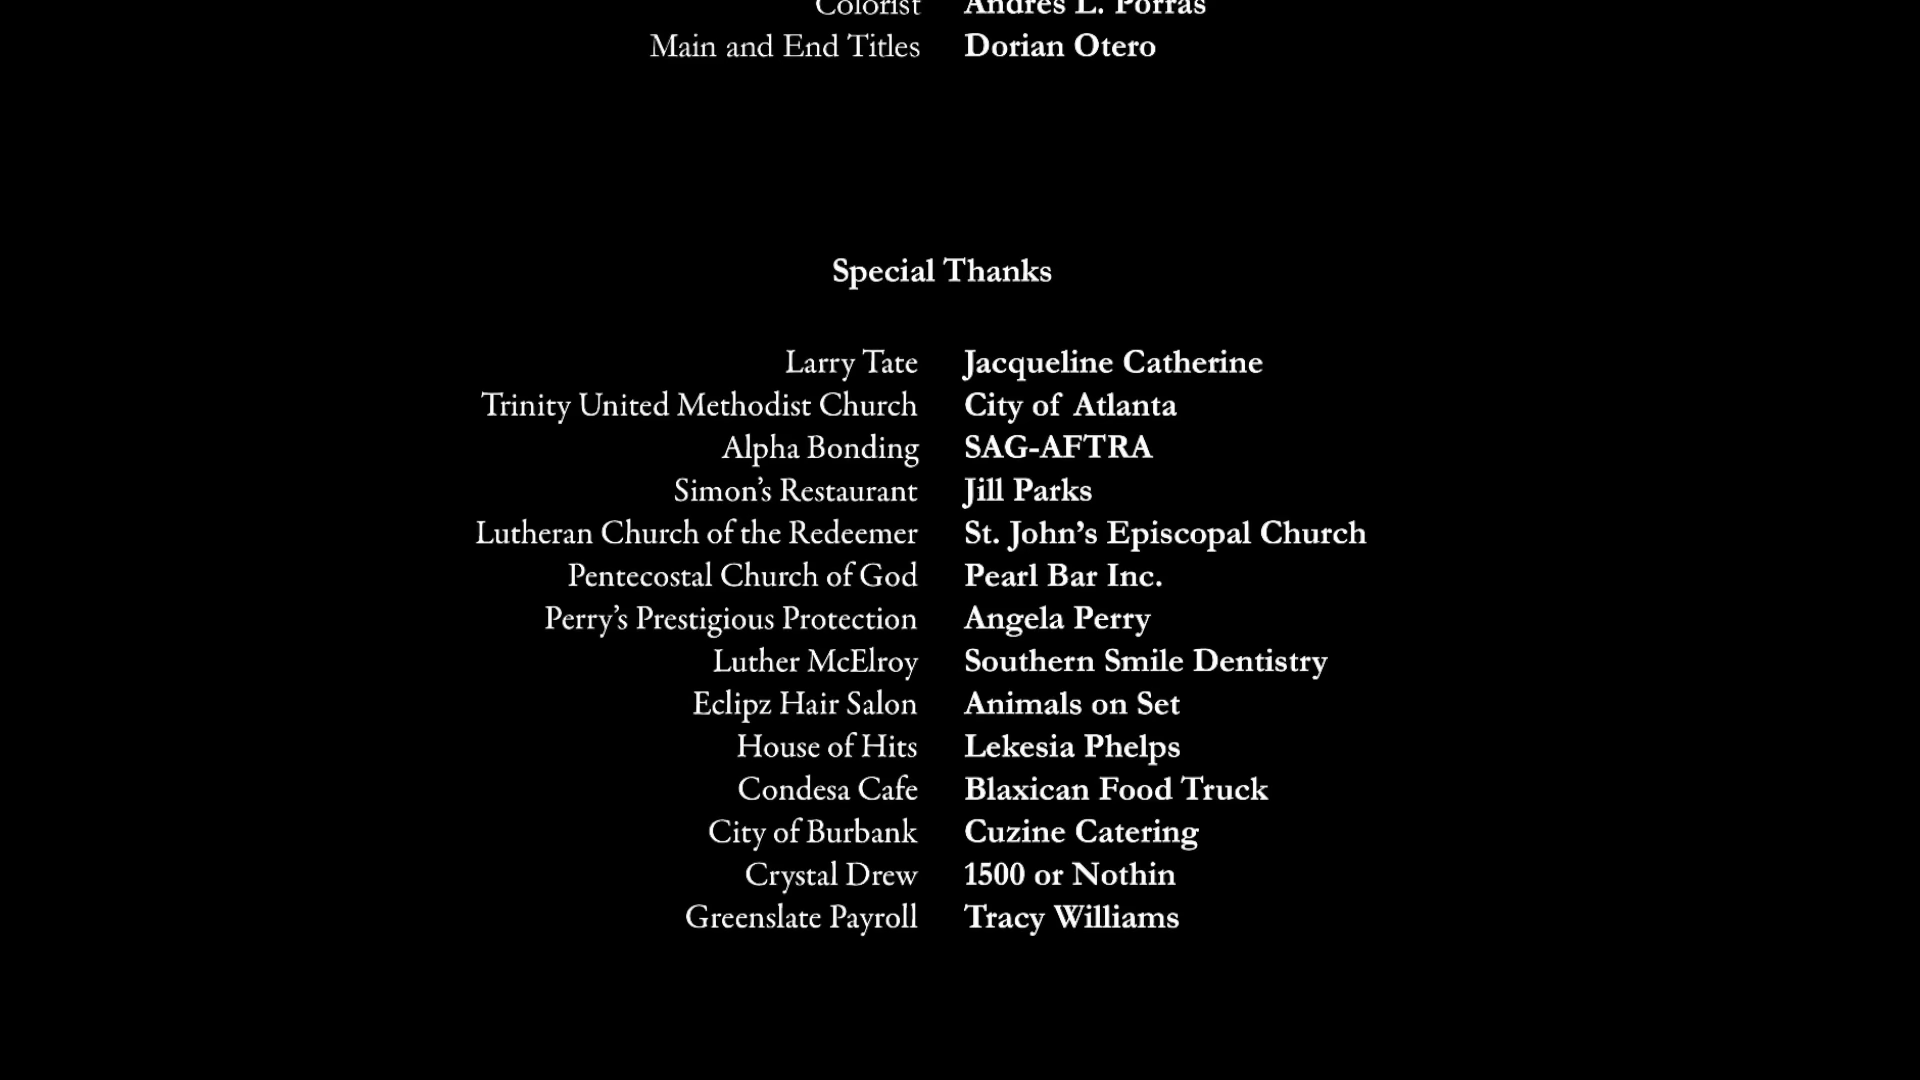 Colorist Andres L. Porras
Main and End Titles Dorian Otero
Special Thanks
Larry Tate Jacqueline Catherine
Trinity United Methodist Church City of Atlanta
Alpha Bonding SAG-AFTRA
Simon’s Restaurant Jill Parks
Lutheran Church of the Redeemer St. John’s Episcopal Church
Pentecostal Church of God Pearl Bar Inc.
Perry’s Prestigious Protection Angela Perry
Luther McElroy Southern Smile Dentistry
Eclipz Hair Salon Animals on Set
House of Hits Lekesia Phelps
Condesa Cafe Blaxican Food Truck
City of Burbank Cuzine Catering
Crystal Drew 1500 or Nothin
Greenslate Payroll Tracy Williams